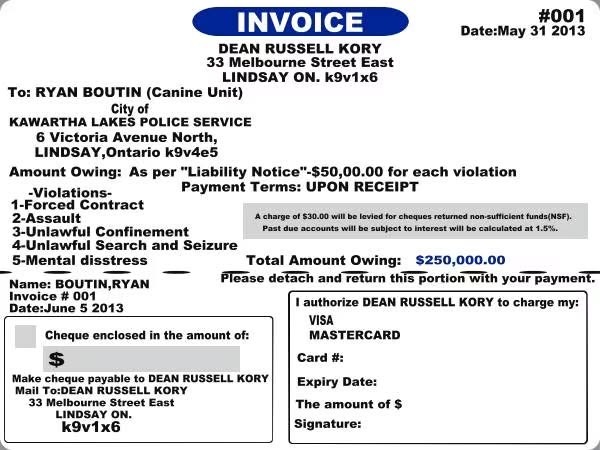 INVOICE
#001
Date:May 31 2013
DEAN RUSSELL KORY
33 Melbourne Street East
LINDSAY ON. k9v1x6
To: RYAN BOUTIN (Canine Unit)
City of
KAWARTHA LAKES POLICE SERVICE
6 Victoria Avenue North,
LINDSAY,Ontario k9v4e5
Amount Owing: As per "Liability Notice"-$50,00.00 for each violation
Payment Terms: UPON RECEIPT
-Violations-
1-Forced Contract
2-Assault
3-Unlawful Confinement
4-Unlawful Search and Seizure
5-Mental disstress
A charge of $30.00 will be levied for cheques returned non-sufficient funds(NSF).
Past due accounts will be subject to interest will be calculated at 1.5%.
Total Amount Owing: $250,000.00
Please detach and return this portion with your payment.
Name: BOUTIN,RYAN
Invoice # 001
Date:June 5 2013
Cheque enclosed in the amount of:
$
Make cheque payable to DEAN RUSSELL KORY
Mail To:DEAN RUSSELL KORY
33 Melbourne Street East
LINDSAY ON.
k9v1x6
I authorize DEAN RUSSELL KORY to charge my:
VISA
MASTERCARD
Card #:
Expiry Date:
The amount of $
Signature: